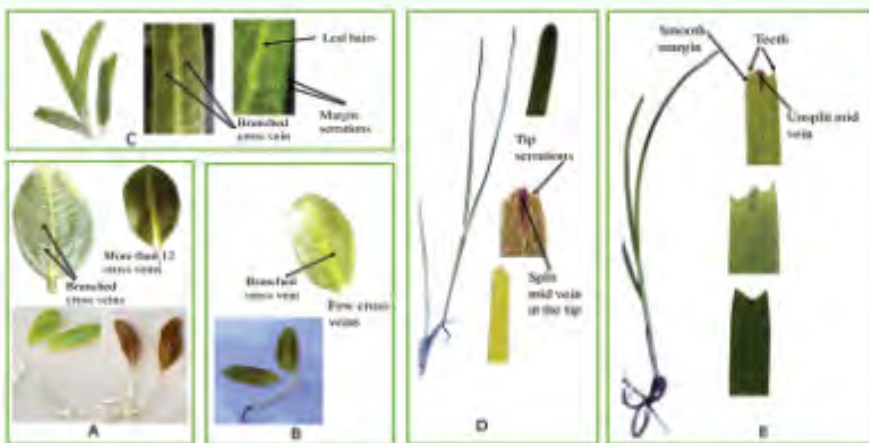 Leaf hairs
Branched
cross vein
Margin
serrations
C
More than 12
cross veins
Branched
cross veins
A
Branched
cross vein
Few cross
veins
B
Tip
serrations
Split
mid vein
at the tip
D
Smooth
margin
Teeth
Unsplit mid
vein
E